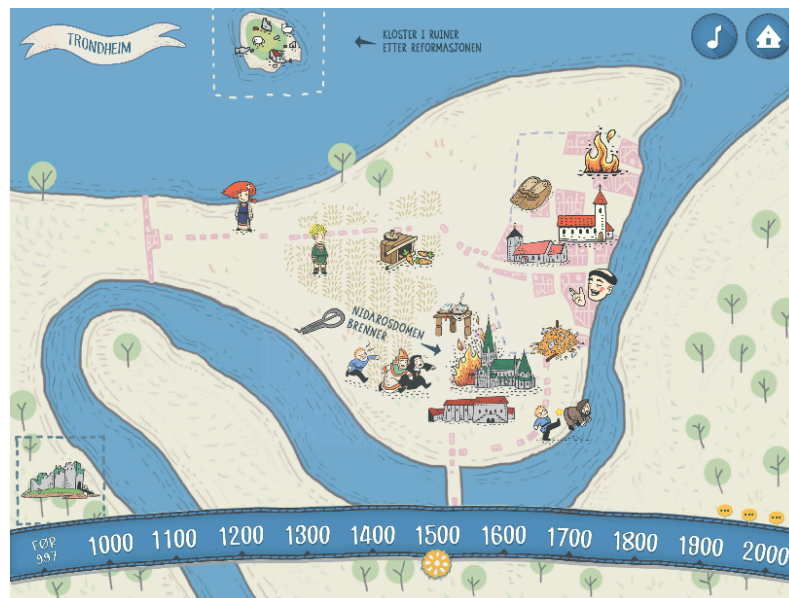 TRONDHEIM
KLOSTER I RUINER
ETTER REFORMASJONEN
NIDAROSDOMEN
BRENNER
FØR
997
1000
1100
1200
1300
1400
1500
1600
1700
1800
1900
2000